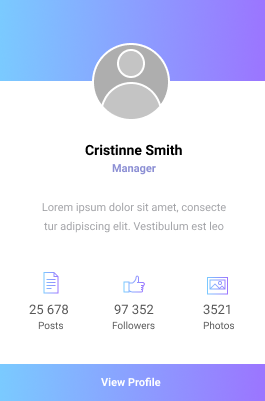 Cristinne Smith
Manager
Lorem ipsum dolor sit amet, consecte
tur adipiscing elit. Vestibulum est leo
25 678 97 352 3521
Posts Followers Photos
View Profile